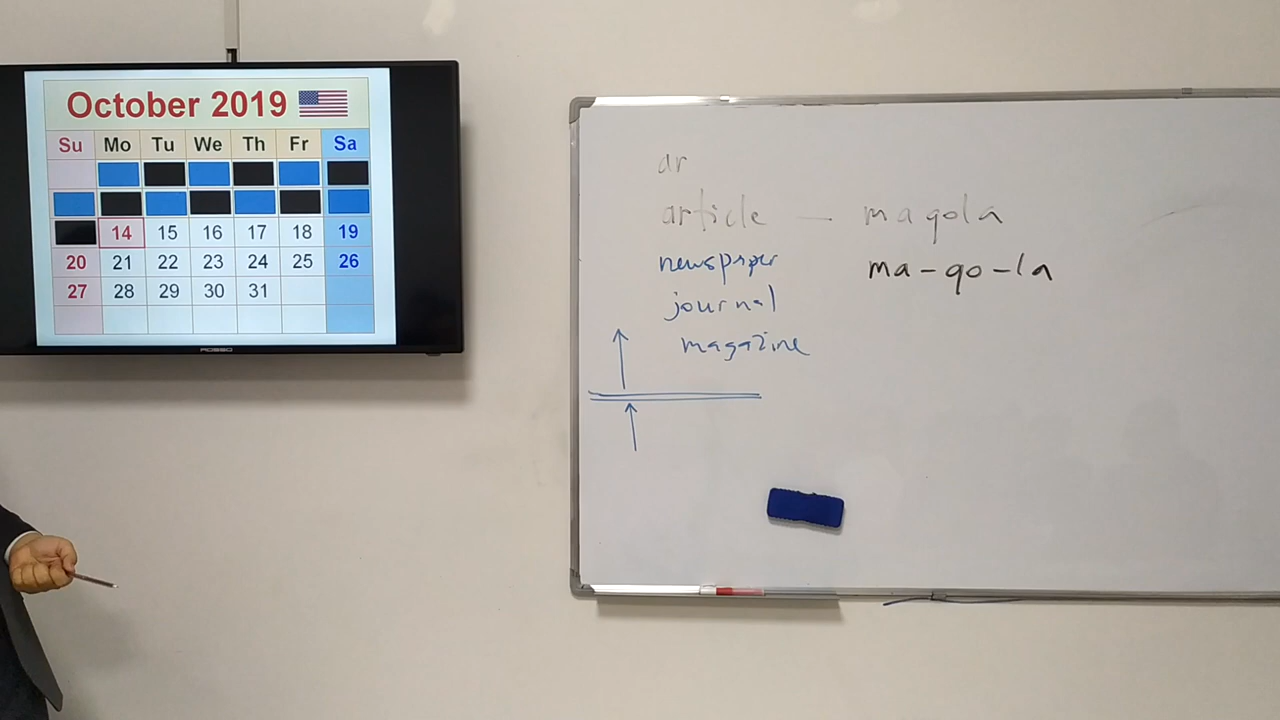 October 2019
Su Mo Tu We Th Fr Sa
14 15 16 17 18 19
20 21 22 23 24 25 26
27 28 29 30 31
ROSSO
ar
article — maqola
newspaper ma-qo-la
journal
magazine